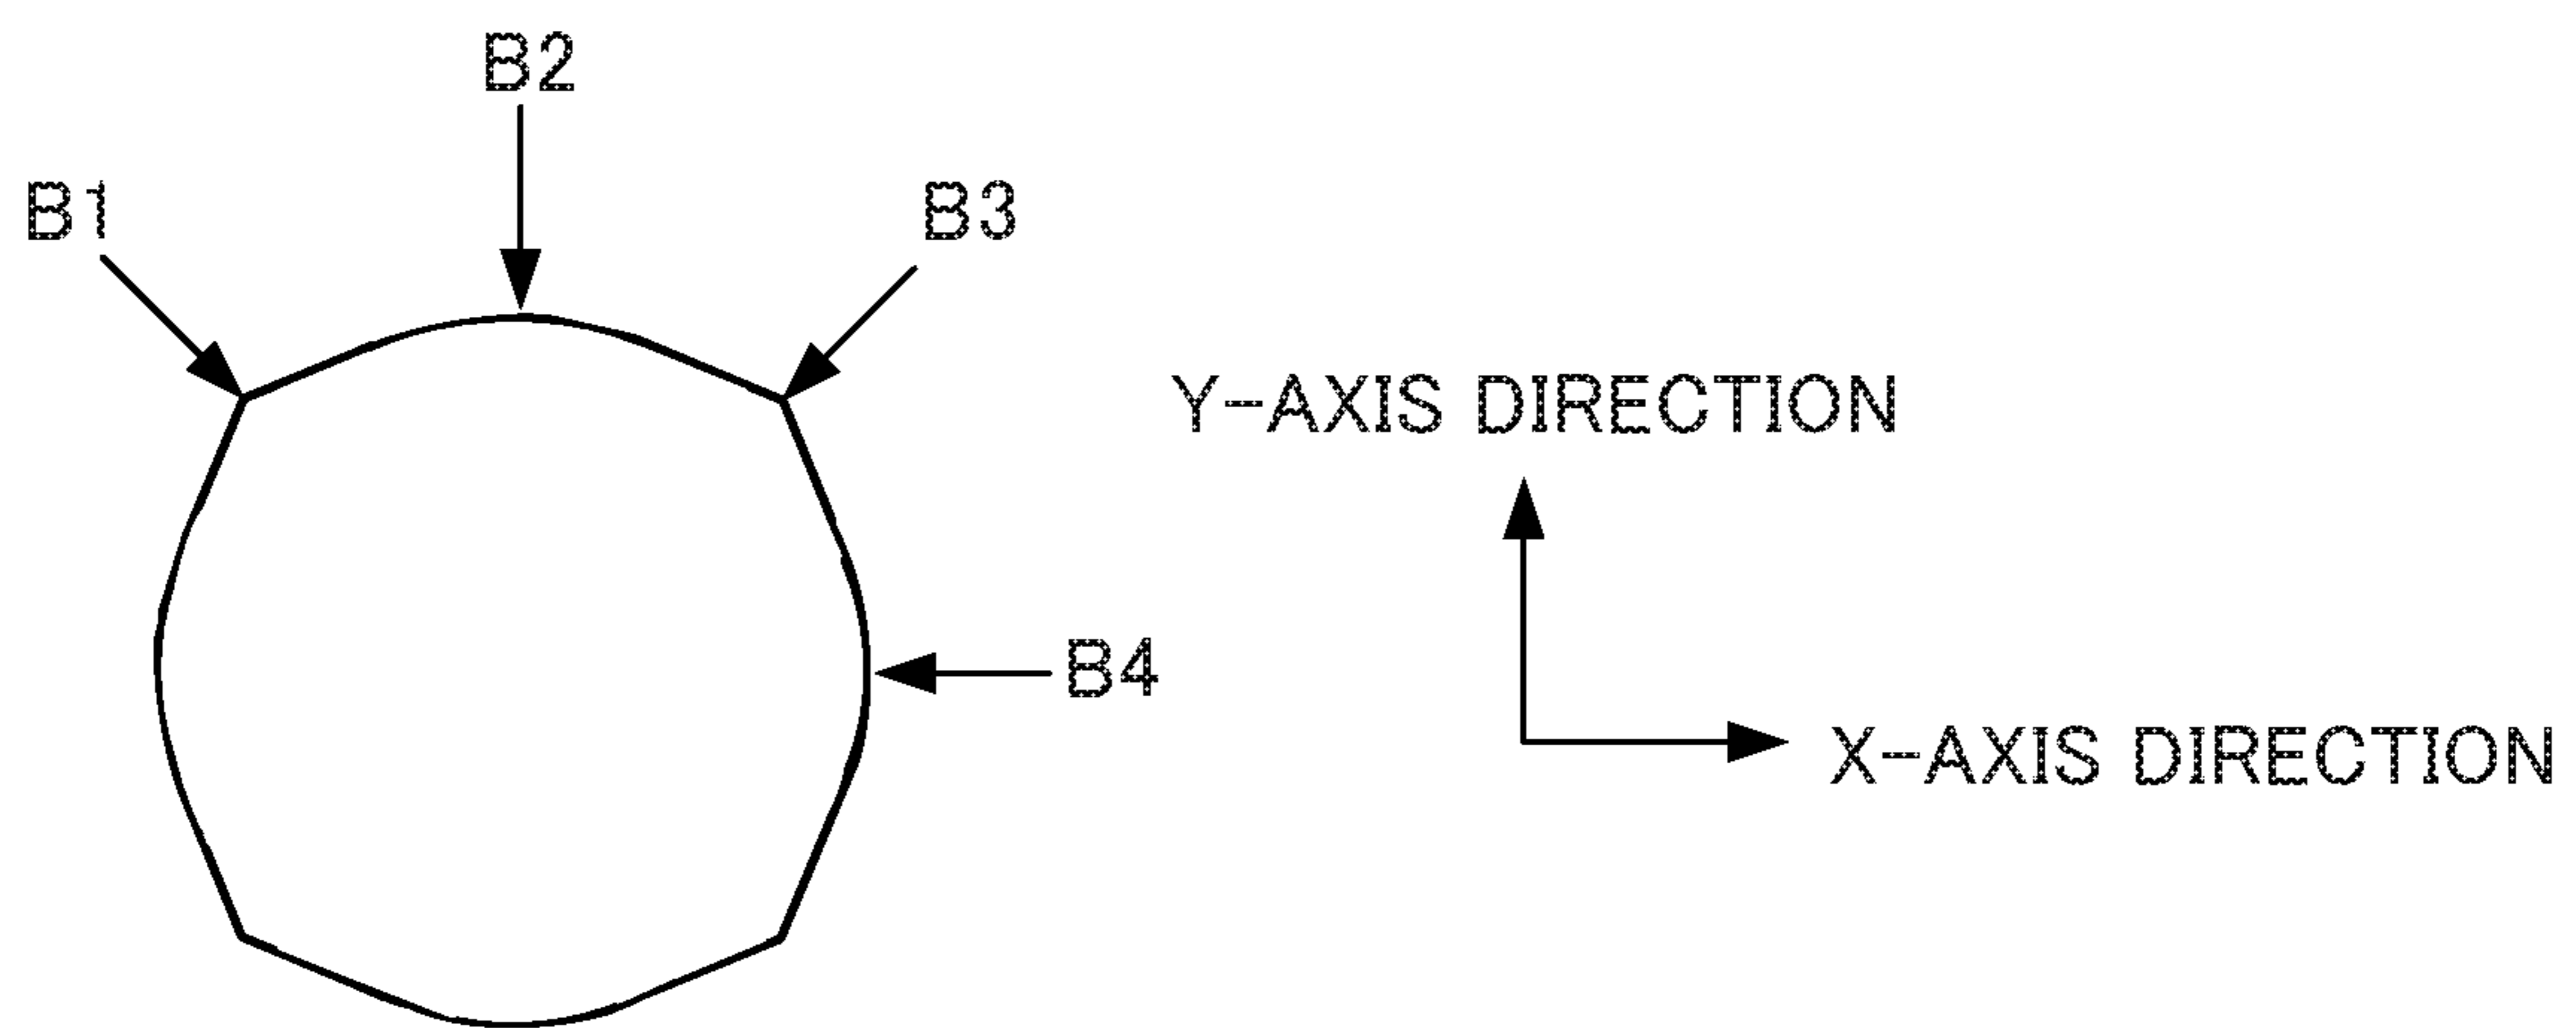 B2
B1
B3
Y-AXIS DIRECTION
B4
X-AXIS DIRECTION